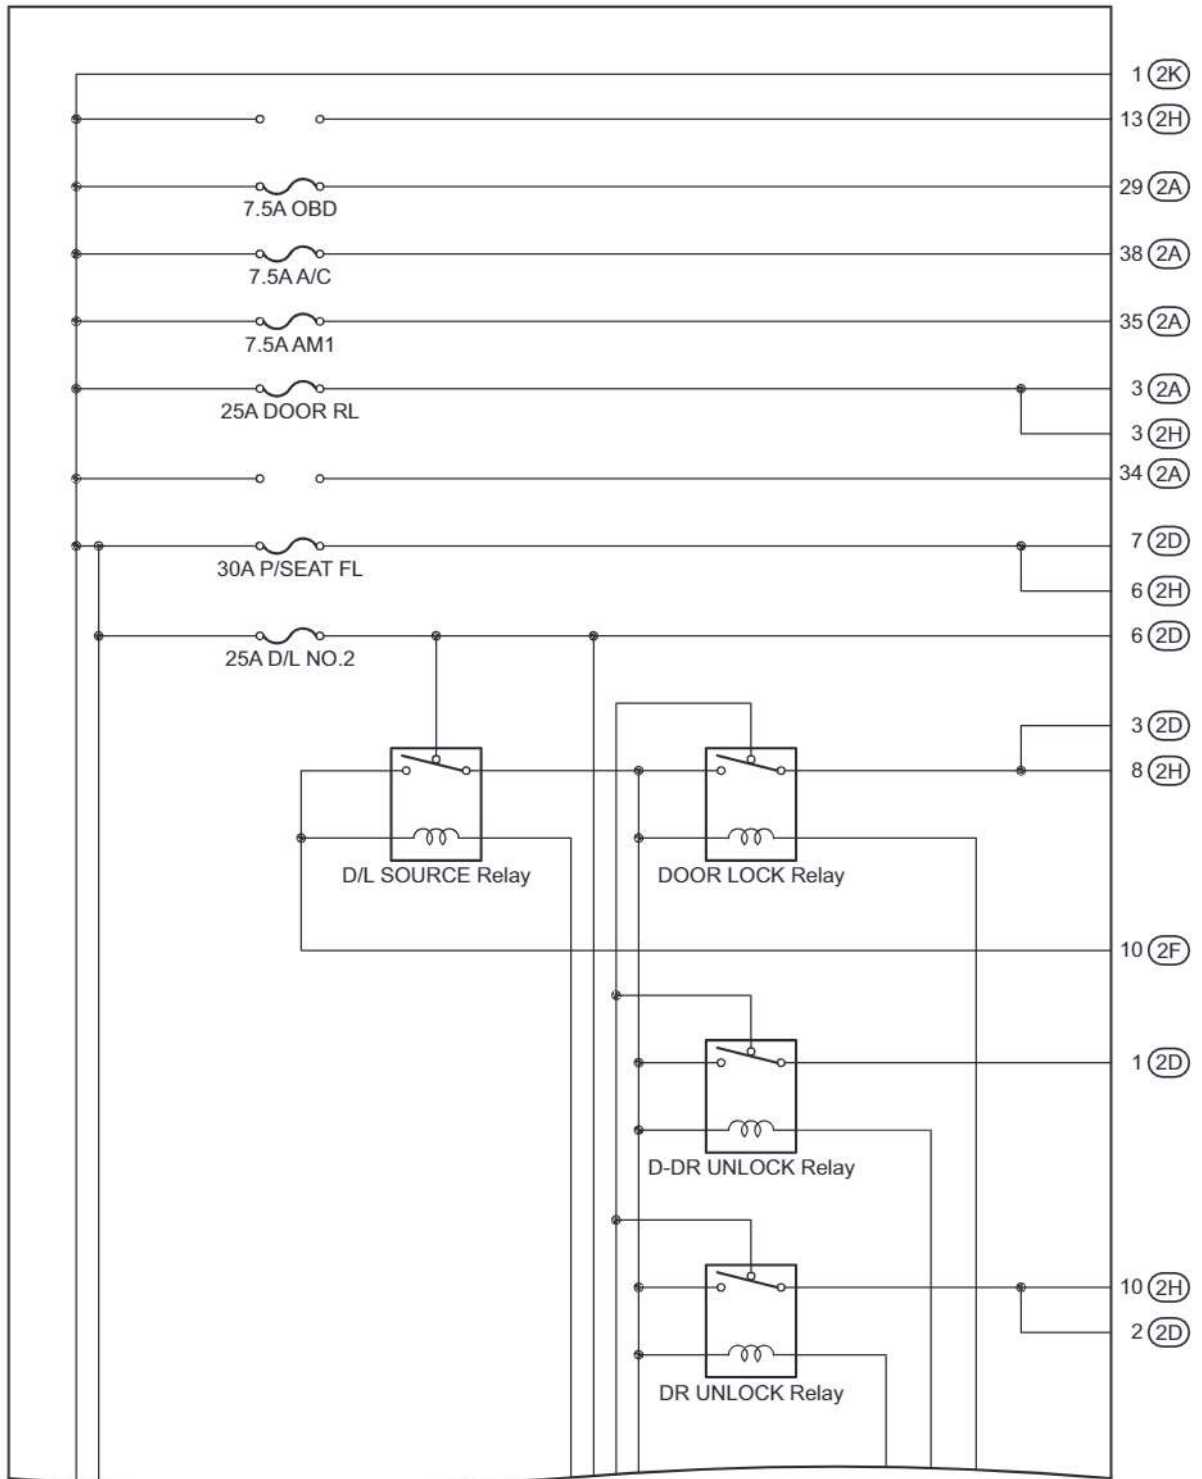 1 2K
13 2H
29 2A
7.5A OBD
38 2A
7.5A A/C
35 2A
7.5A AM1
3 2A
25A DOOR RL
3 2H
34 2A
7 2D
30A P/SEAT FL
6 2H
6 2D
25A D/L NO.2
3 2D
8 2H
D/L SOURCE Relay
DOOR LOCK Relay
10 2F
1 2D
D-DR UNLOCK Relay
10 2H
2 2D
DR UNLOCK Relay